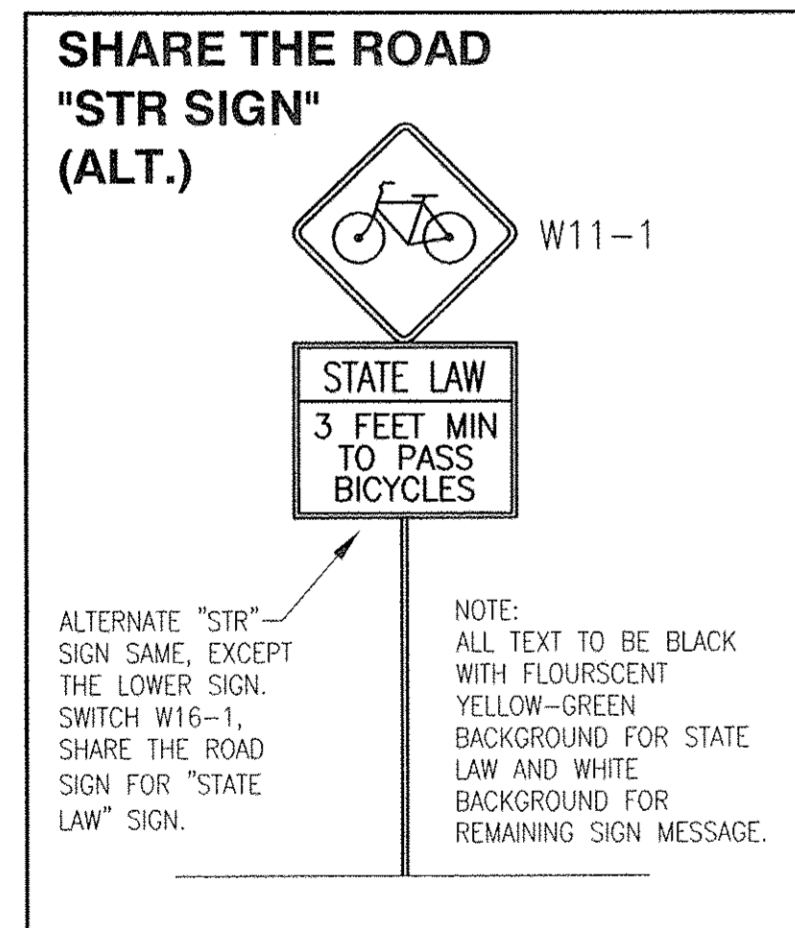 SHARE THE ROAD
"STR SIGN"
(ALT.)
W11-1
STATE LAW
3 FEET MIN
TO PASS
BICYCLES
ALTERNATE "STR"
SIGN SAME, EXCEPT
THE LOWER SIGN.
SWITCH W16-1,
SHARE THE ROAD
SIGN FOR "STATE
LAW" SIGN.
NOTE:
ALL TEXT TO BE BLACK
WITH FLOURSCENT
YELLOW-GREEN
BACKGROUND FOR STATE
LAW AND WHITE
BACKGROUND FOR
REMAINING SIGN MESSAGE.